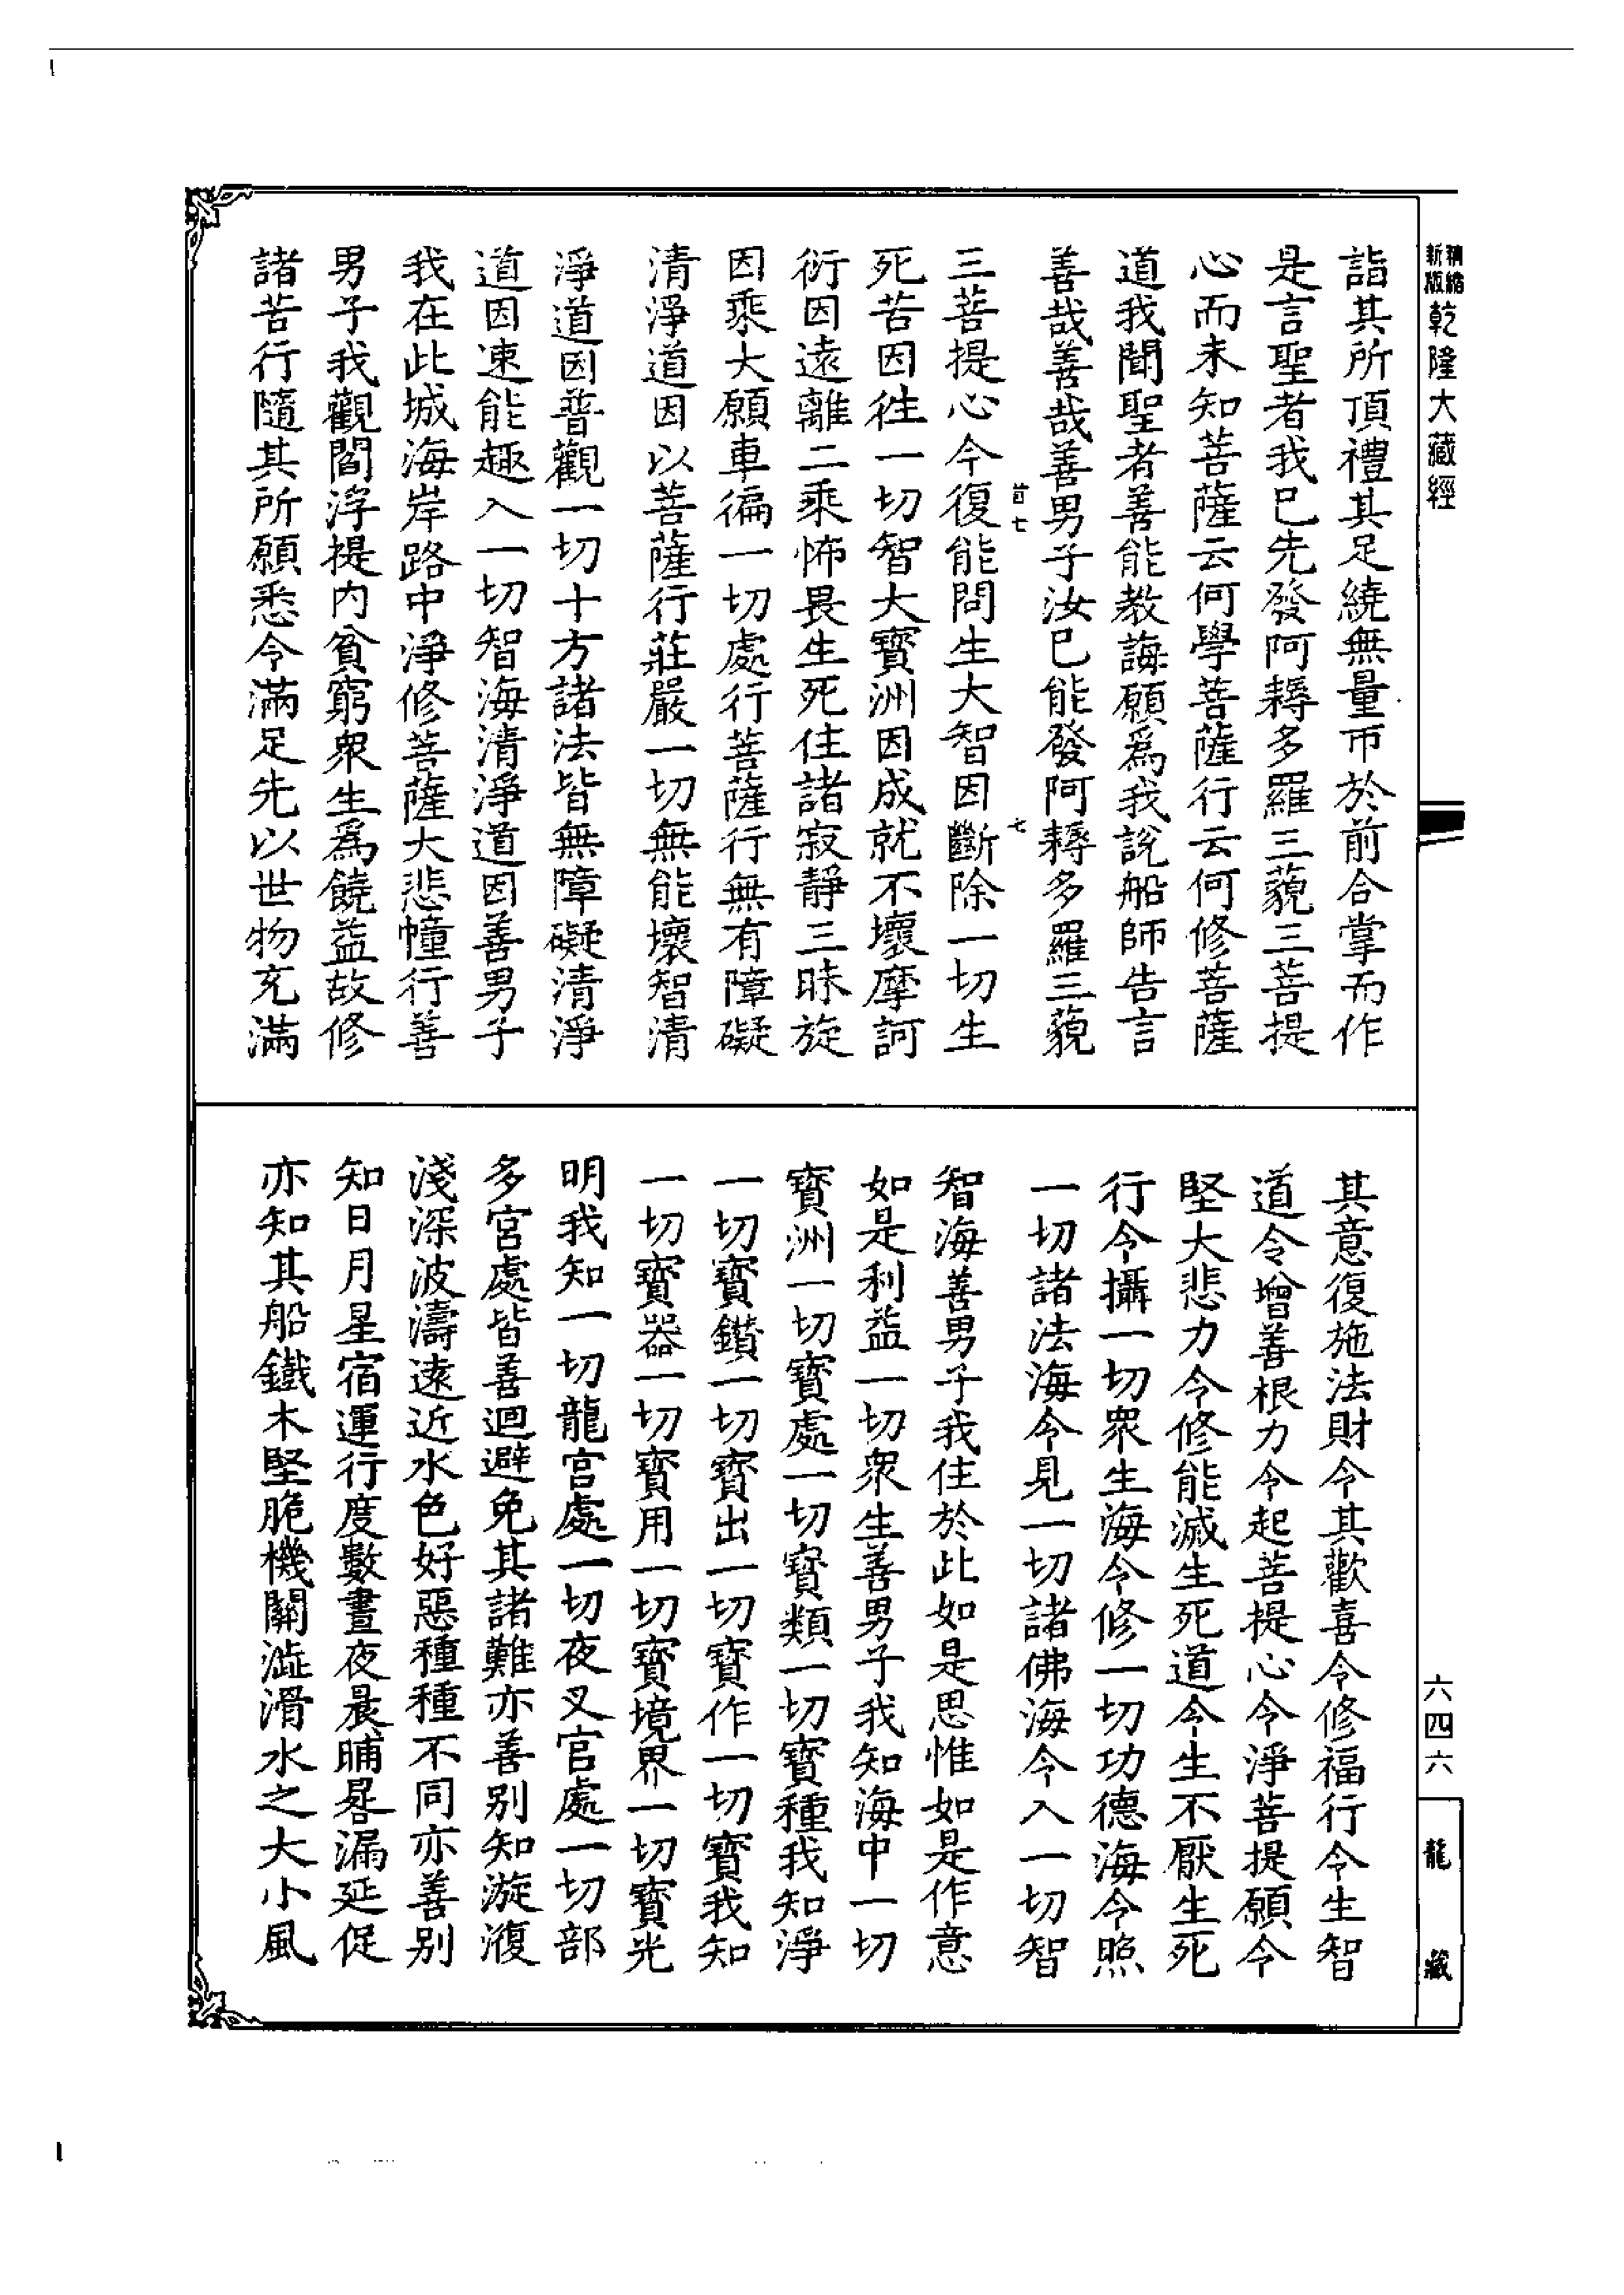 精縮
新版
乾隆大藏經
詣其所頂禮其足繞無量帀於前合掌而作
是言聖者我已先發阿耨多羅三藐三菩提
心而未知菩薩云何學菩薩行云何修菩薩
道我聞聖者善能教誨願爲我說船師告言
善哉善哉善男子汝已能發阿耨多羅三藐
三菩提心今復能問生大智因斷除一切生
死苦因往一切智大寶洲因成就不壞摩訶
衍因遠離二乘怖畏生死住諸寂靜三昧旋
因乘大願車徧一切處行菩薩行無有障礙
清淨道因以菩薩行莊嚴一切無能壞智清
淨道因普觀一切十方諸法皆無障礙清淨
道因速能趣入一切智海清淨道因善男子
我在此城海岸路中淨修菩薩大悲幢行善
男子我觀閻浮提内貧窮衆生爲饒益故修
諸苦行隨其所願悉令滿足先以世物充滿
其意復施法財令其歡喜令修福行令生智
道令增善根力令起菩提心令淨菩提願令
堅大悲力令修能滅生死道令生不厭生死
行令攝一切衆生海令修一切功德海令照
一切諸法海令見一切諸佛海令入一切智
智海善男子我住於此如是思惟如是作意
如是利益一切衆生善男子我知海中一切
寶洲一切寶處一切寶類一切寶種我知淨
一切寶鑽一切寶出一切寶作一切寶我知
一切寶器一切寶用一切寶境界一切寶光
明我知一切龍宮處一切夜叉宮處一切部
多宮處皆善迴避免其諸難亦善別知漩澓
淺深波濤遠近水色好惡種種不同亦善別
知日月星宿運行度數晝夜晨晡晷漏延促
亦知其船鐵木堅脆機關澁滑水之大小風
六四六
龍藏